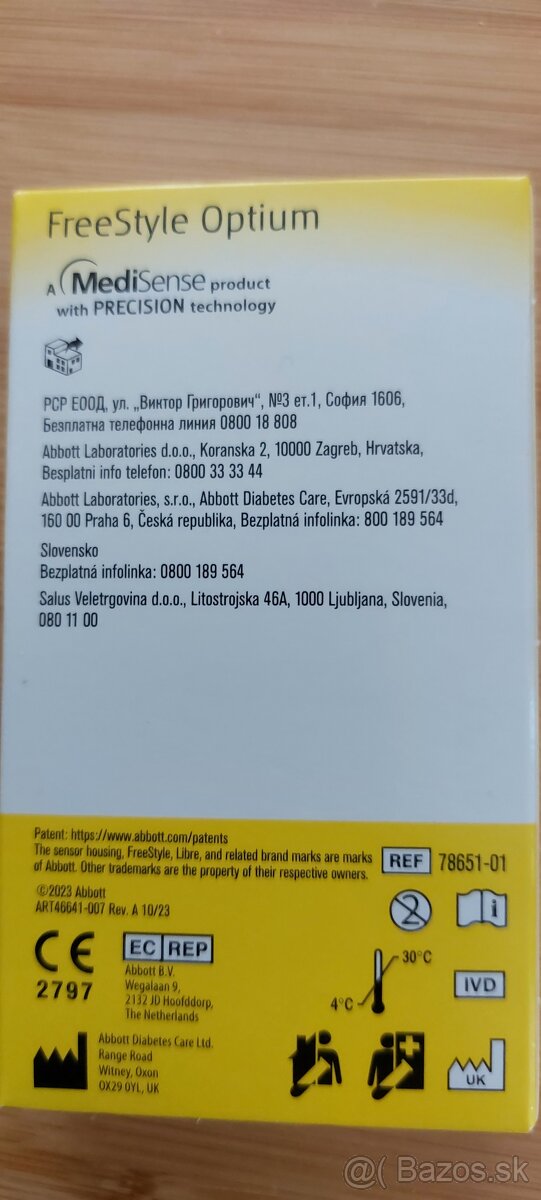 FreeStyle Optium
A MediSense product
with PRECISION technology
РСР ЕООД, ул. „Виктор Григорович“, №3 ет.1, София 1606,
Безплатна телефонна линия 0800 18 808
Abbott Laboratories d.o.o., Koranska 2, 10000 Zagreb, Hrvatska,
Besplatni info telefon: 0800 33 33 44
Abbott Laboratories, s.r.o., Abbott Diabetes Care, Evropská 2591/33d,
160 00 Praha 6, Česká republika, Bezplatná infolinka: 800 189 564
Slovensko
Bezplatná infolinka: 0800 189 564
Salus Veletrgovina d.o.o., Litostrojska 46A, 1000 Ljubljana, Slovenia,
080 11 00
Patent: https://www.abbott.com/patents
The sensor housing, FreeStyle, Libre, and related brand marks are marks
of Abbott. Other trademarks are the property of their respective owners.
REF 78651-01
©2023 Abbott
ART46641-007 Rev. A 10/23
2
i
CE
2797
EC REP
Abbott B.V.
Wegalaan 9,
2132 JD Hoofddorp,
The Netherlands
30°C
4°C
IVD
Abbott Diabetes Care Ltd.
Range Road
Witney, Oxon
OX29 0YL, UK
UK
@ Bazos.sk